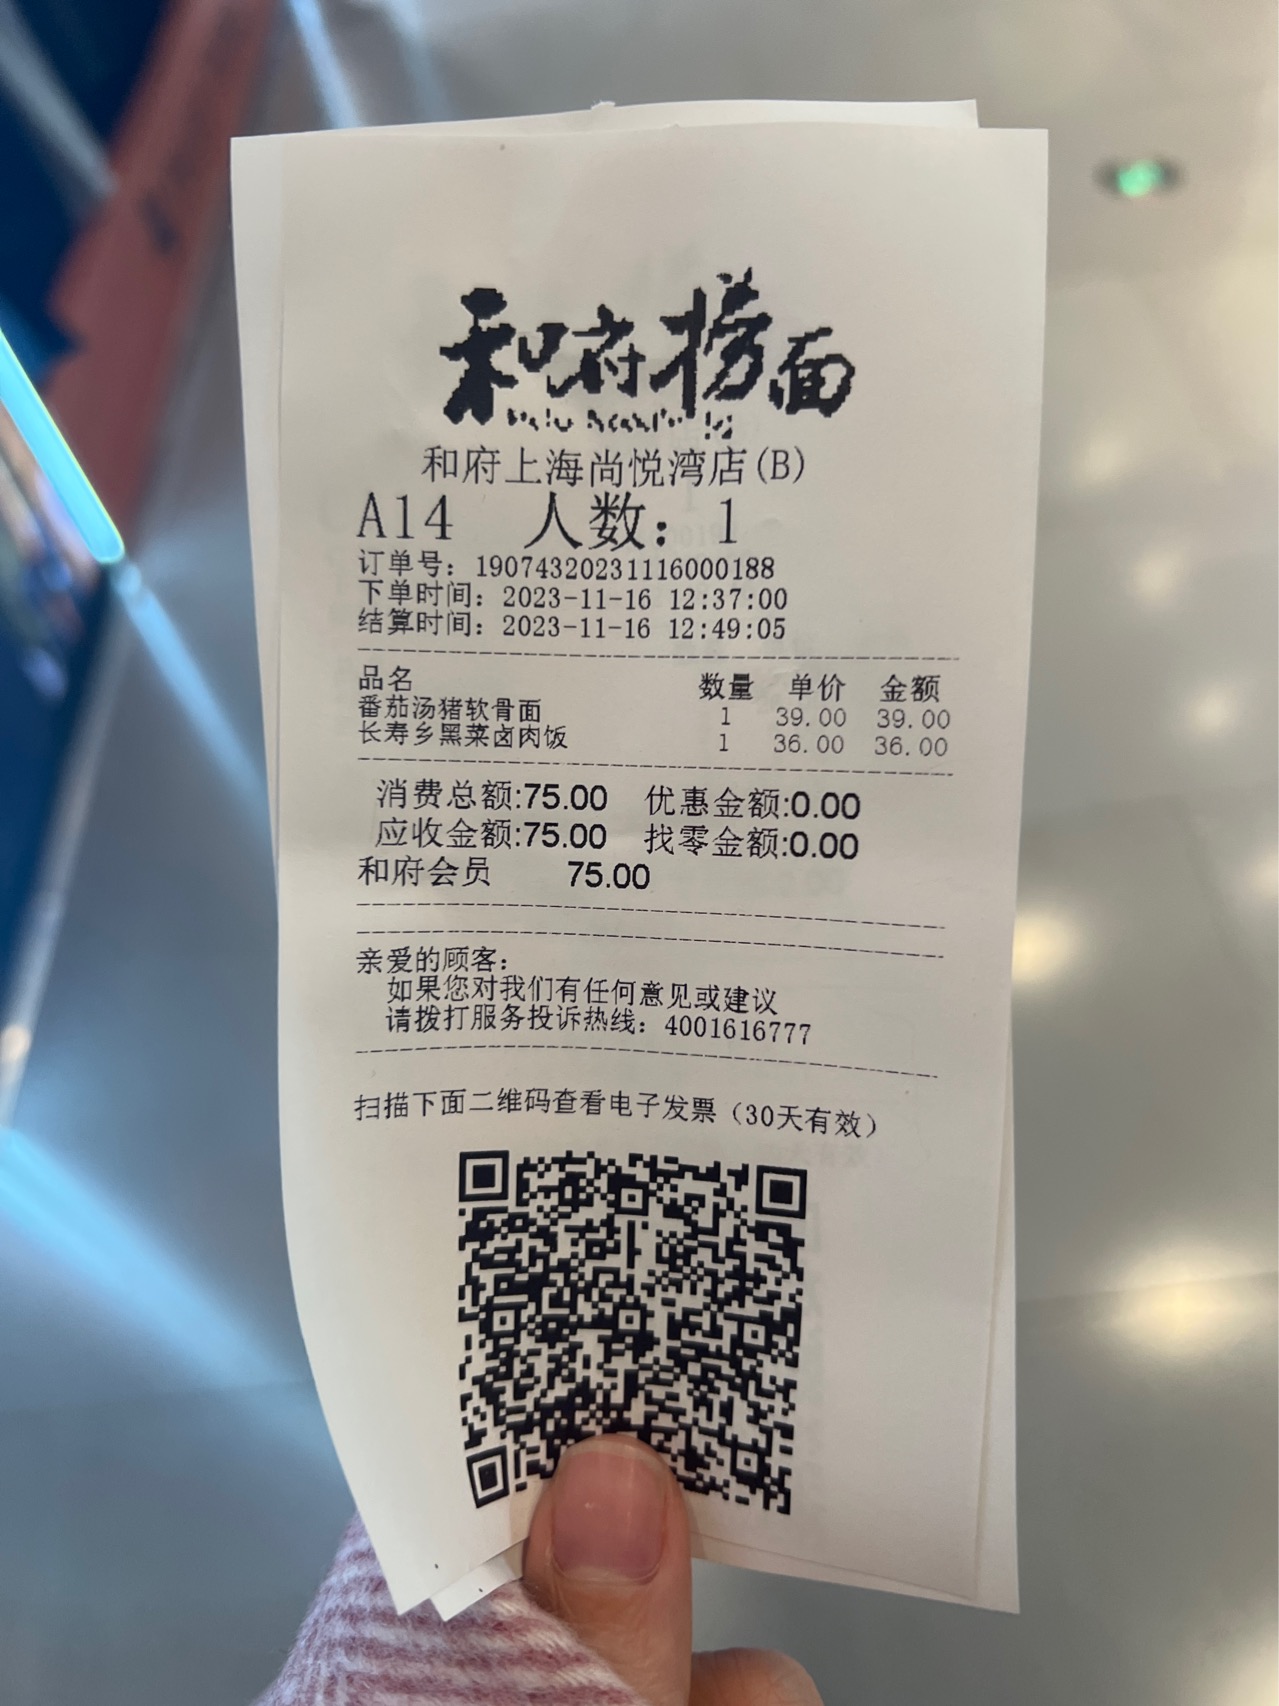 和府捞面
和府上海尚悦湾店(B)
A14 人数: 1
订单号: 19074320231116000188
下单时间: 2023-11-16 12:37:00
结算时间: 2023-11-16 12:49:05
品名 数量 单价 金额
番茄汤猪软骨面 1 39.00 39.00
长寿乡黑菜卤肉饭 1 36.00 36.00
消费总额:75.00 优惠金额:0.00
应收金额:75.00 找零金额:0.00
和府会员 75.00
亲爱的顾客:
如果您对我们有任何意见或建议
请拨打服务投诉热线: 4001616777
扫描下面二维码查看电子发票（30天有效）